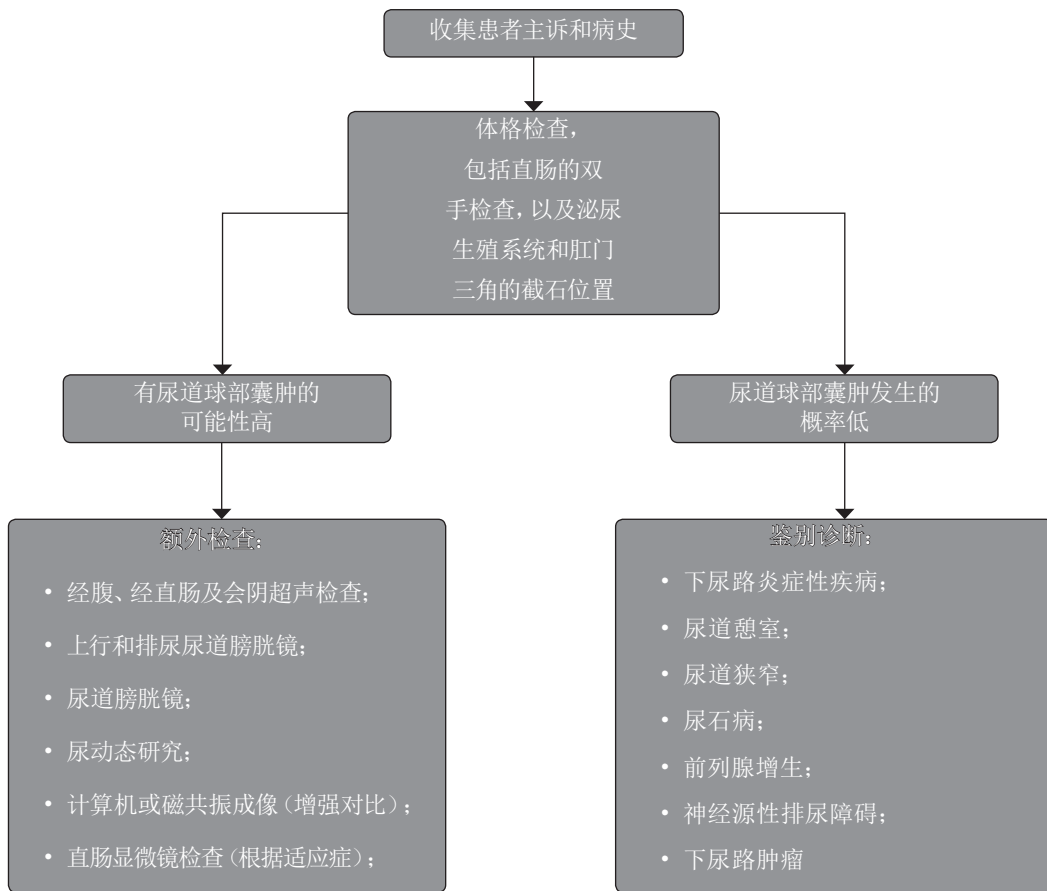 收集患者主诉和病史
体格检查，
包括直肠的双
手检查，以及泌尿
生殖系统和肛门
三角的截石位置
有尿道球部囊肿的
可能性高
尿道球部囊肿发生的
概率低
额外检查：
• 经腹、经直肠及会阴超声检查；
• 上行和排尿尿道膀胱镜；
• 尿道膀胱镜；
• 尿动态研究；
• 计算机或磁共振成像（增强对比）；
• 直肠显微镜检查（根据适应症）；
鉴别诊断：
• 下尿路炎症性疾病；
• 尿道憩室；
• 尿道狭窄；
• 尿石病；
• 前列腺增生；
• 神经源性排尿障碍；
• 下尿路肿瘤